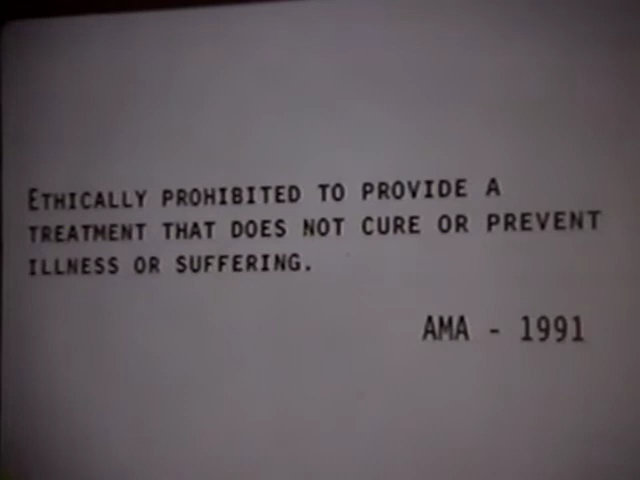 ETHICALLY PROHIBITED TO PROVIDE A
TREATMENT THAT DOES NOT CURE OR PREVENT
ILLNESS OR SUFFERING.
AMA - 1991